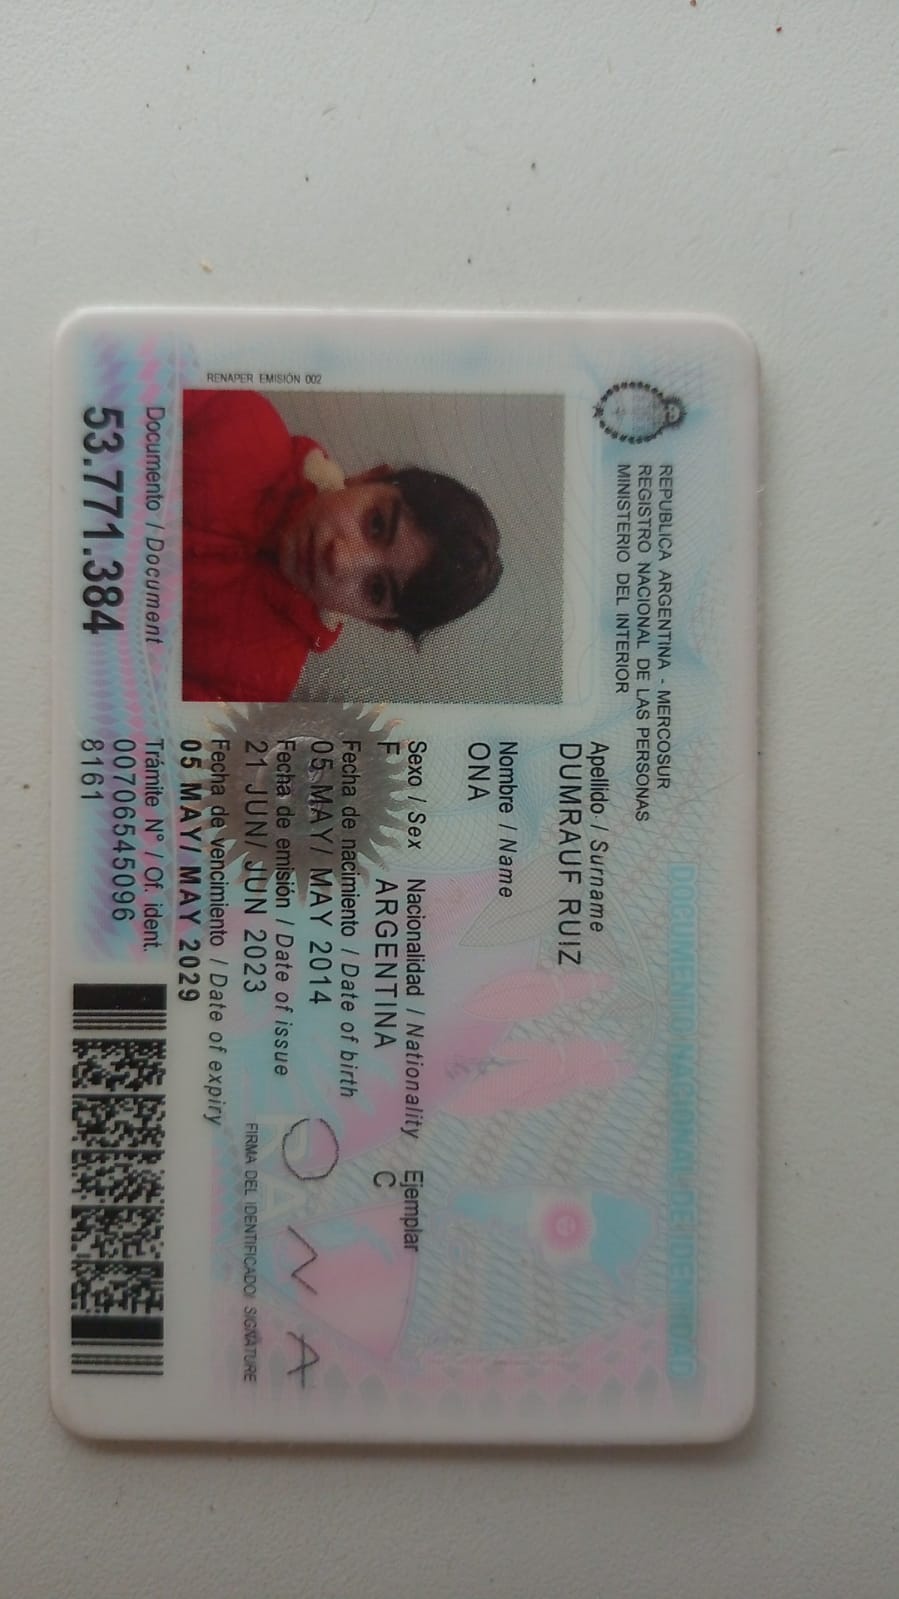 DOCUMENTO NACIONAL DE IDENTIDAD
REPUBLICA ARGENTINA - MERCOSUR
REGISTRO NACIONAL DE LAS PERSONAS
MINISTERIO DEL INTERIOR
Apellido / Surname
DUMRAUF RUIZ
Nombre / Name
ONA
Sexo / Sex Nacionalidad / Nationality Ejemplar
F ARGENTINA C
Fecha de nacimiento / Date of birth
05 MAY/ MAY 2014
Fecha de emisión / Date of issue
21 JUN/ JUN 2023
ONA
RA
FIRMA DEL IDENTIFICADO/ SIGNATURE
Fecha de vencimiento / Date of expiry
05 MAY/ MAY 2029
RENAPER EMISIÓN 002
Documento / Document
53.771.384
Trámite N° / Of. ident.
00706545096
8161